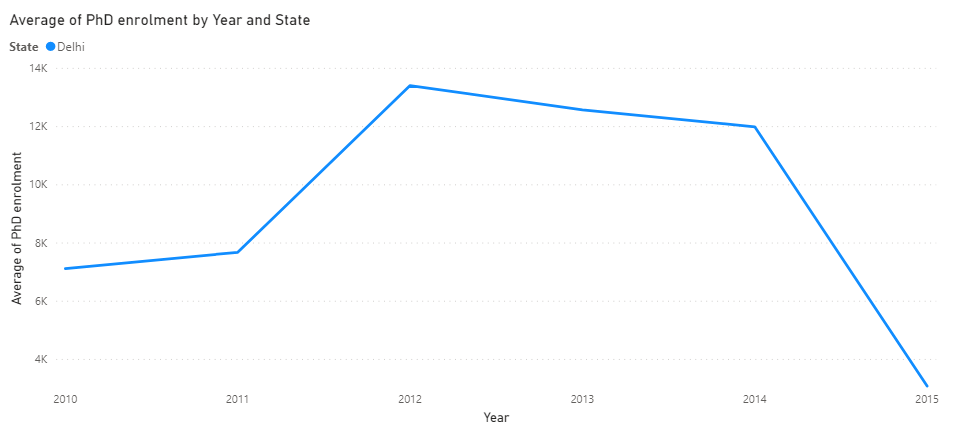 Average of PhD enrolment by Year and State
State Delhi
14K
12K
10K
8K
6K
4K
Average of PhD enrolment
2010 2011 2012 2013 2014 2015
Year